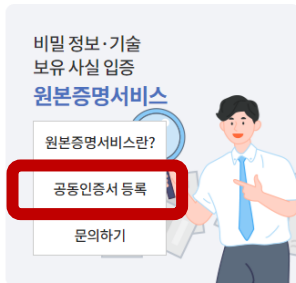 비밀 정보·기술
보유 사실 입증
원본증명서비스
원본증명서비스란?
공동인증서 등록
문의하기